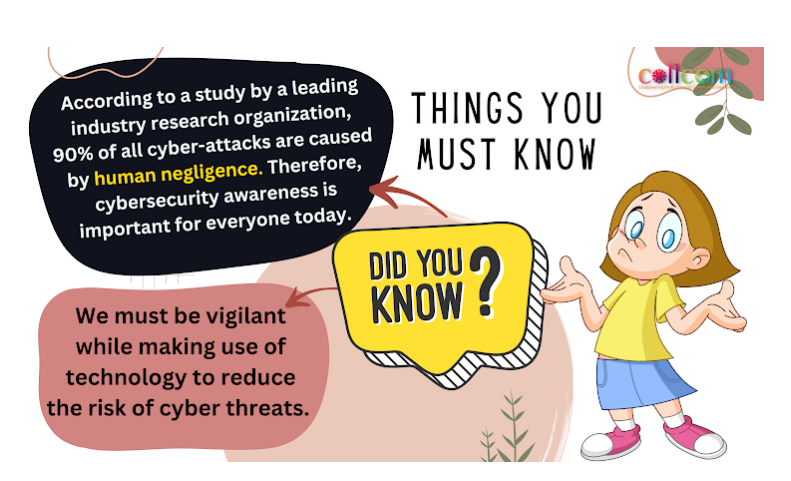 collcom
THINGS YOU
MUST KNOW
According to a study by a leading
industry research organization,
90% of all cyber-attacks are caused
by human negligence. Therefore,
cybersecurity awareness is
important for everyone today.
DID YOU
KNOW ?
We must be vigilant
while making use of
technology to reduce
the risk of cyber threats.